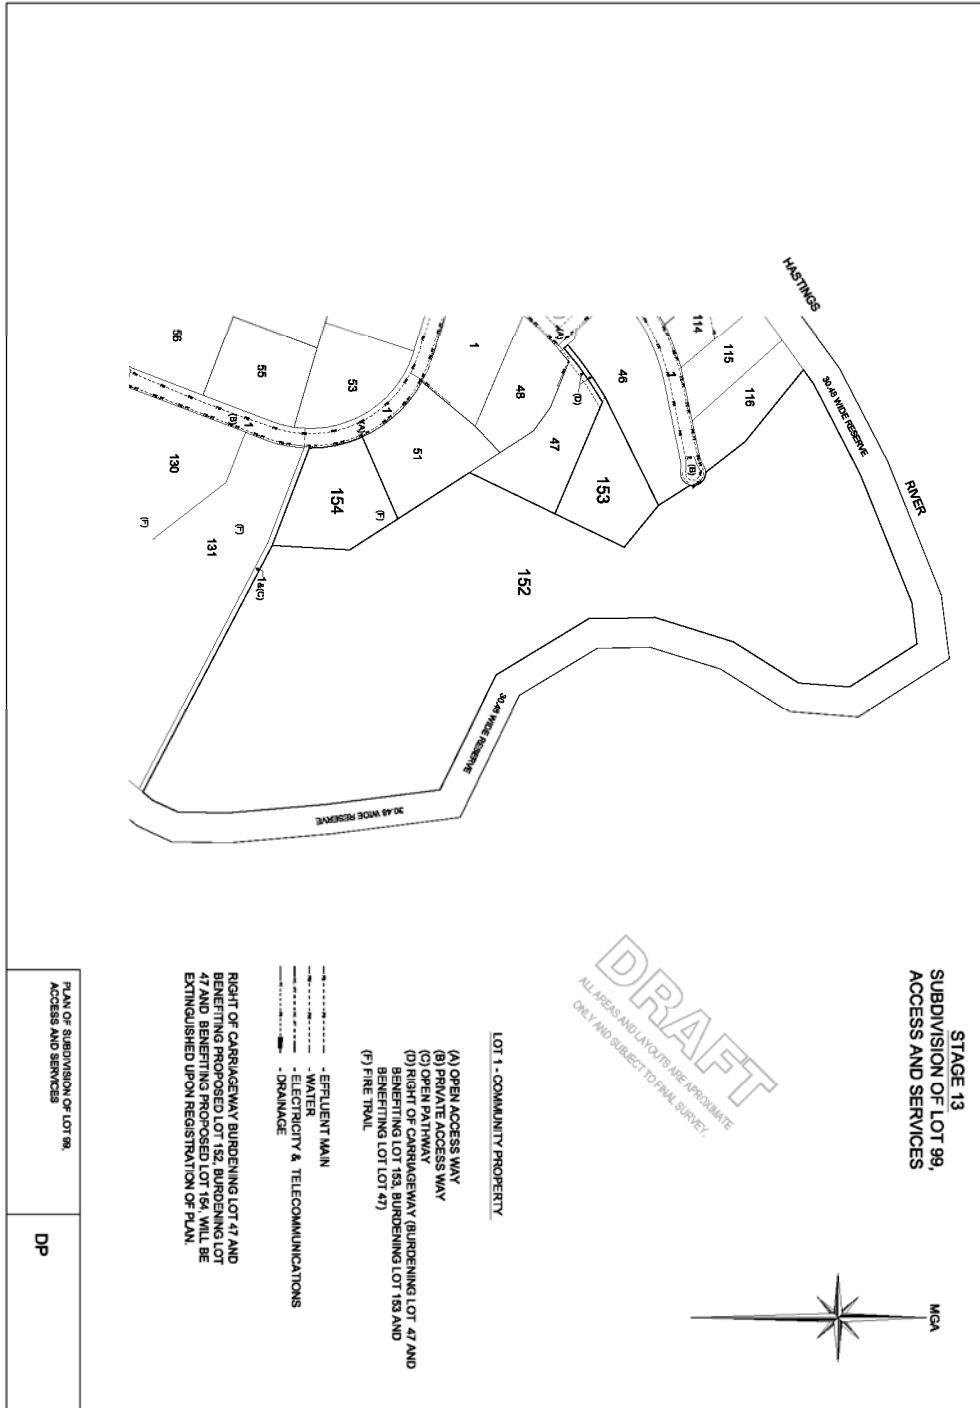 STAGE 13
SUBDIVISION OF LOT 99,
ACCESS AND SERVICES
MGA
HASTINGS
RIVER
30.48 WIDE RESERVE
114
115
116
1
(B)
1
46
(A)
(D)
153
47
48
1
51
53
1
(A)
154
(F)
152
55
56
1
(B)
130
(F)
131
(F)
1&(C)
30.48 WIDE RESERVE
30.48 WIDE RESERVE
DRAFT
ALL AREAS AND LAYOUTS ARE APPROXIMATE
ONLY AND SUBJECT TO FINAL SURVEY.
LOT 1 - COMMUNITY PROPERTY
(A) OPEN ACCESS WAY
(B) PRIVATE ACCESS WAY
(C) OPEN PATHWAY
(D) RIGHT OF CARRIAGEWAY (BURDENING LOT 47 AND
BENEFITING LOT 153, BURDENING LOT 153 AND
BENEFITING LOT LOT 47)
(F) FIRE TRAIL
- EFFLUENT MAIN
- WATER
- ELECTRICITY & TELECOMMUNICATIONS
- DRAINAGE
RIGHT OF CARRIAGEWAY BURDENING LOT 47 AND
BENEFITING PROPOSED LOT 152, BURDENING LOT
47 AND BENEFITING PROPOSED LOT 154, WILL BE
EXTINGUISHED UPON REGISTRATION OF PLAN.
PLAN OF SUBDIVISION OF LOT 99,
ACCESS AND SERVICES
DP